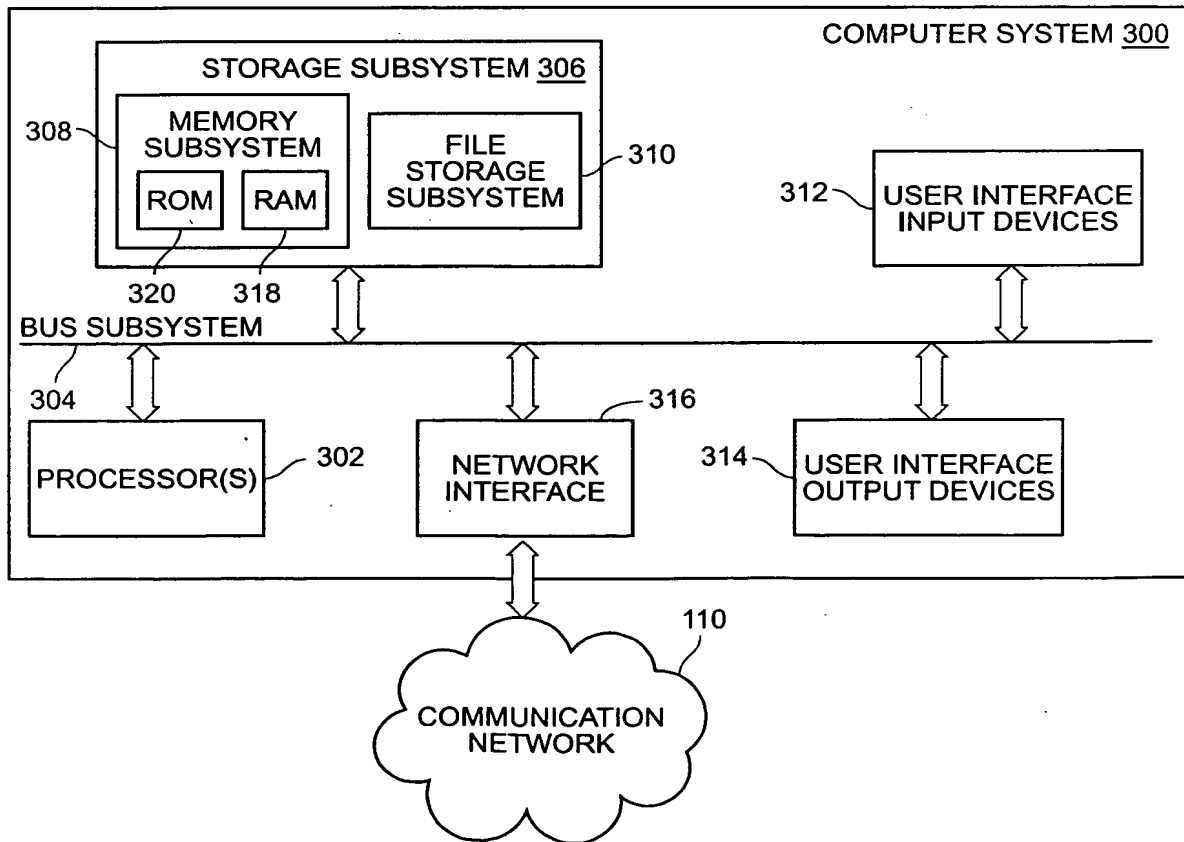 COMPUTER SYSTEM 300
STORAGE SUBSYSTEM 306
308
MEMORY
SUBSYSTEM
ROM
RAM
320
318
FILE
STORAGE
SUBSYSTEM
310
312
USER INTERFACE
INPUT DEVICES
BUS SUBSYSTEM
304
PROCESSOR(S)
302
316
NETWORK
INTERFACE
314
USER INTERFACE
OUTPUT DEVICES
110
COMMUNICATION
NETWORK